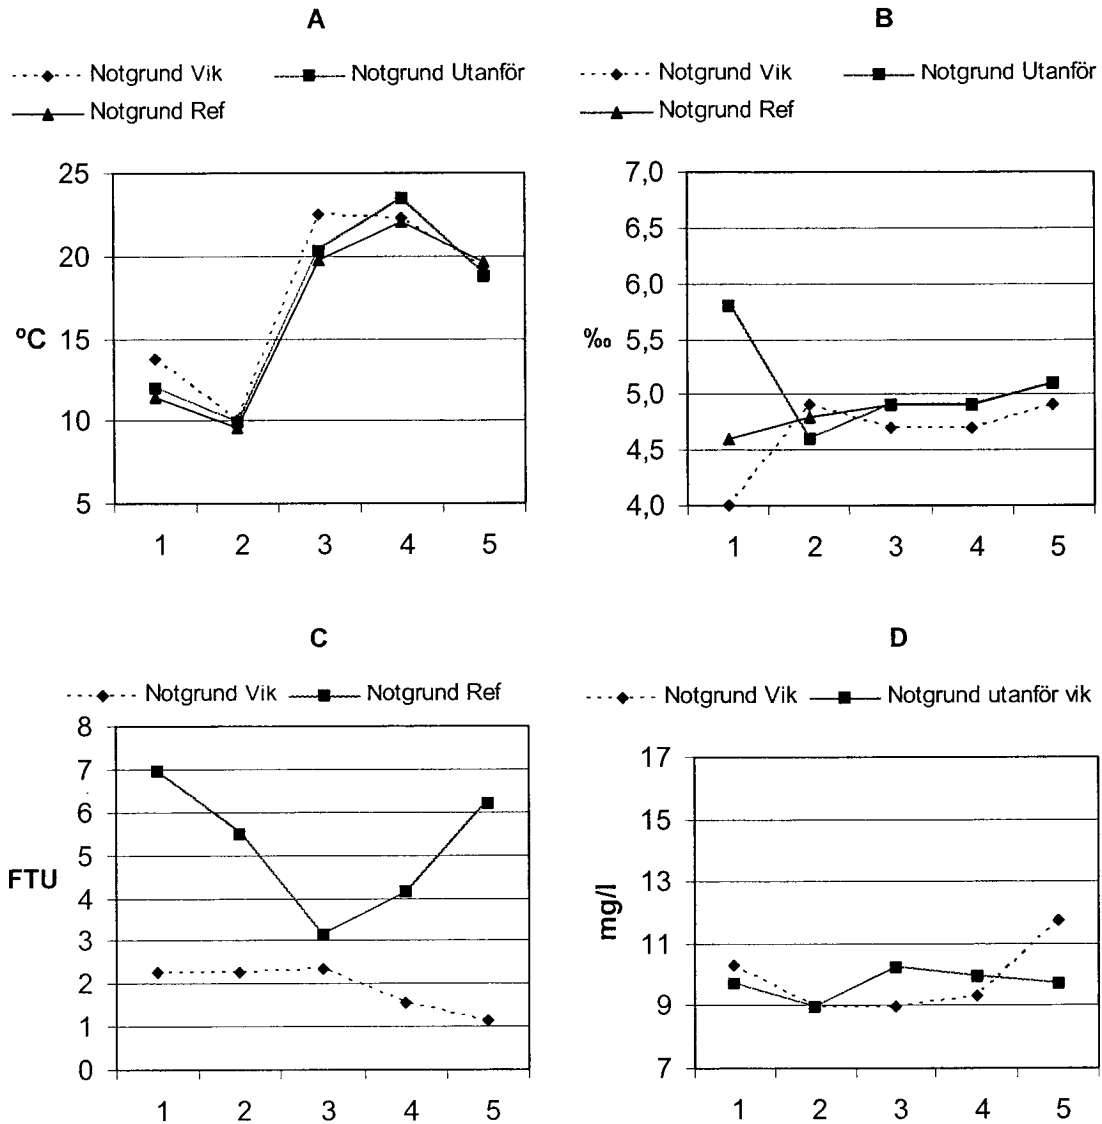 A
Notgrund Vik Notgrund Utanför
Notgrund Ref
25
20
ºC 15
10
5
1 2 3 4 5
B
Notgrund Vik Notgrund Utanför
Notgrund Ref
7,0
6,5
6,0
‰ 5,5
5,0
4,5
4,0
1 2 3 4 5
C
Notgrund Vik Notgrund Ref
8
7
6
5
FTU 4
3
2
1
0
1 2 3 4 5
D
Notgrund Vik Notgrund utanför vik
17
15
13
mg/l 11
9
7
1 2 3 4 5